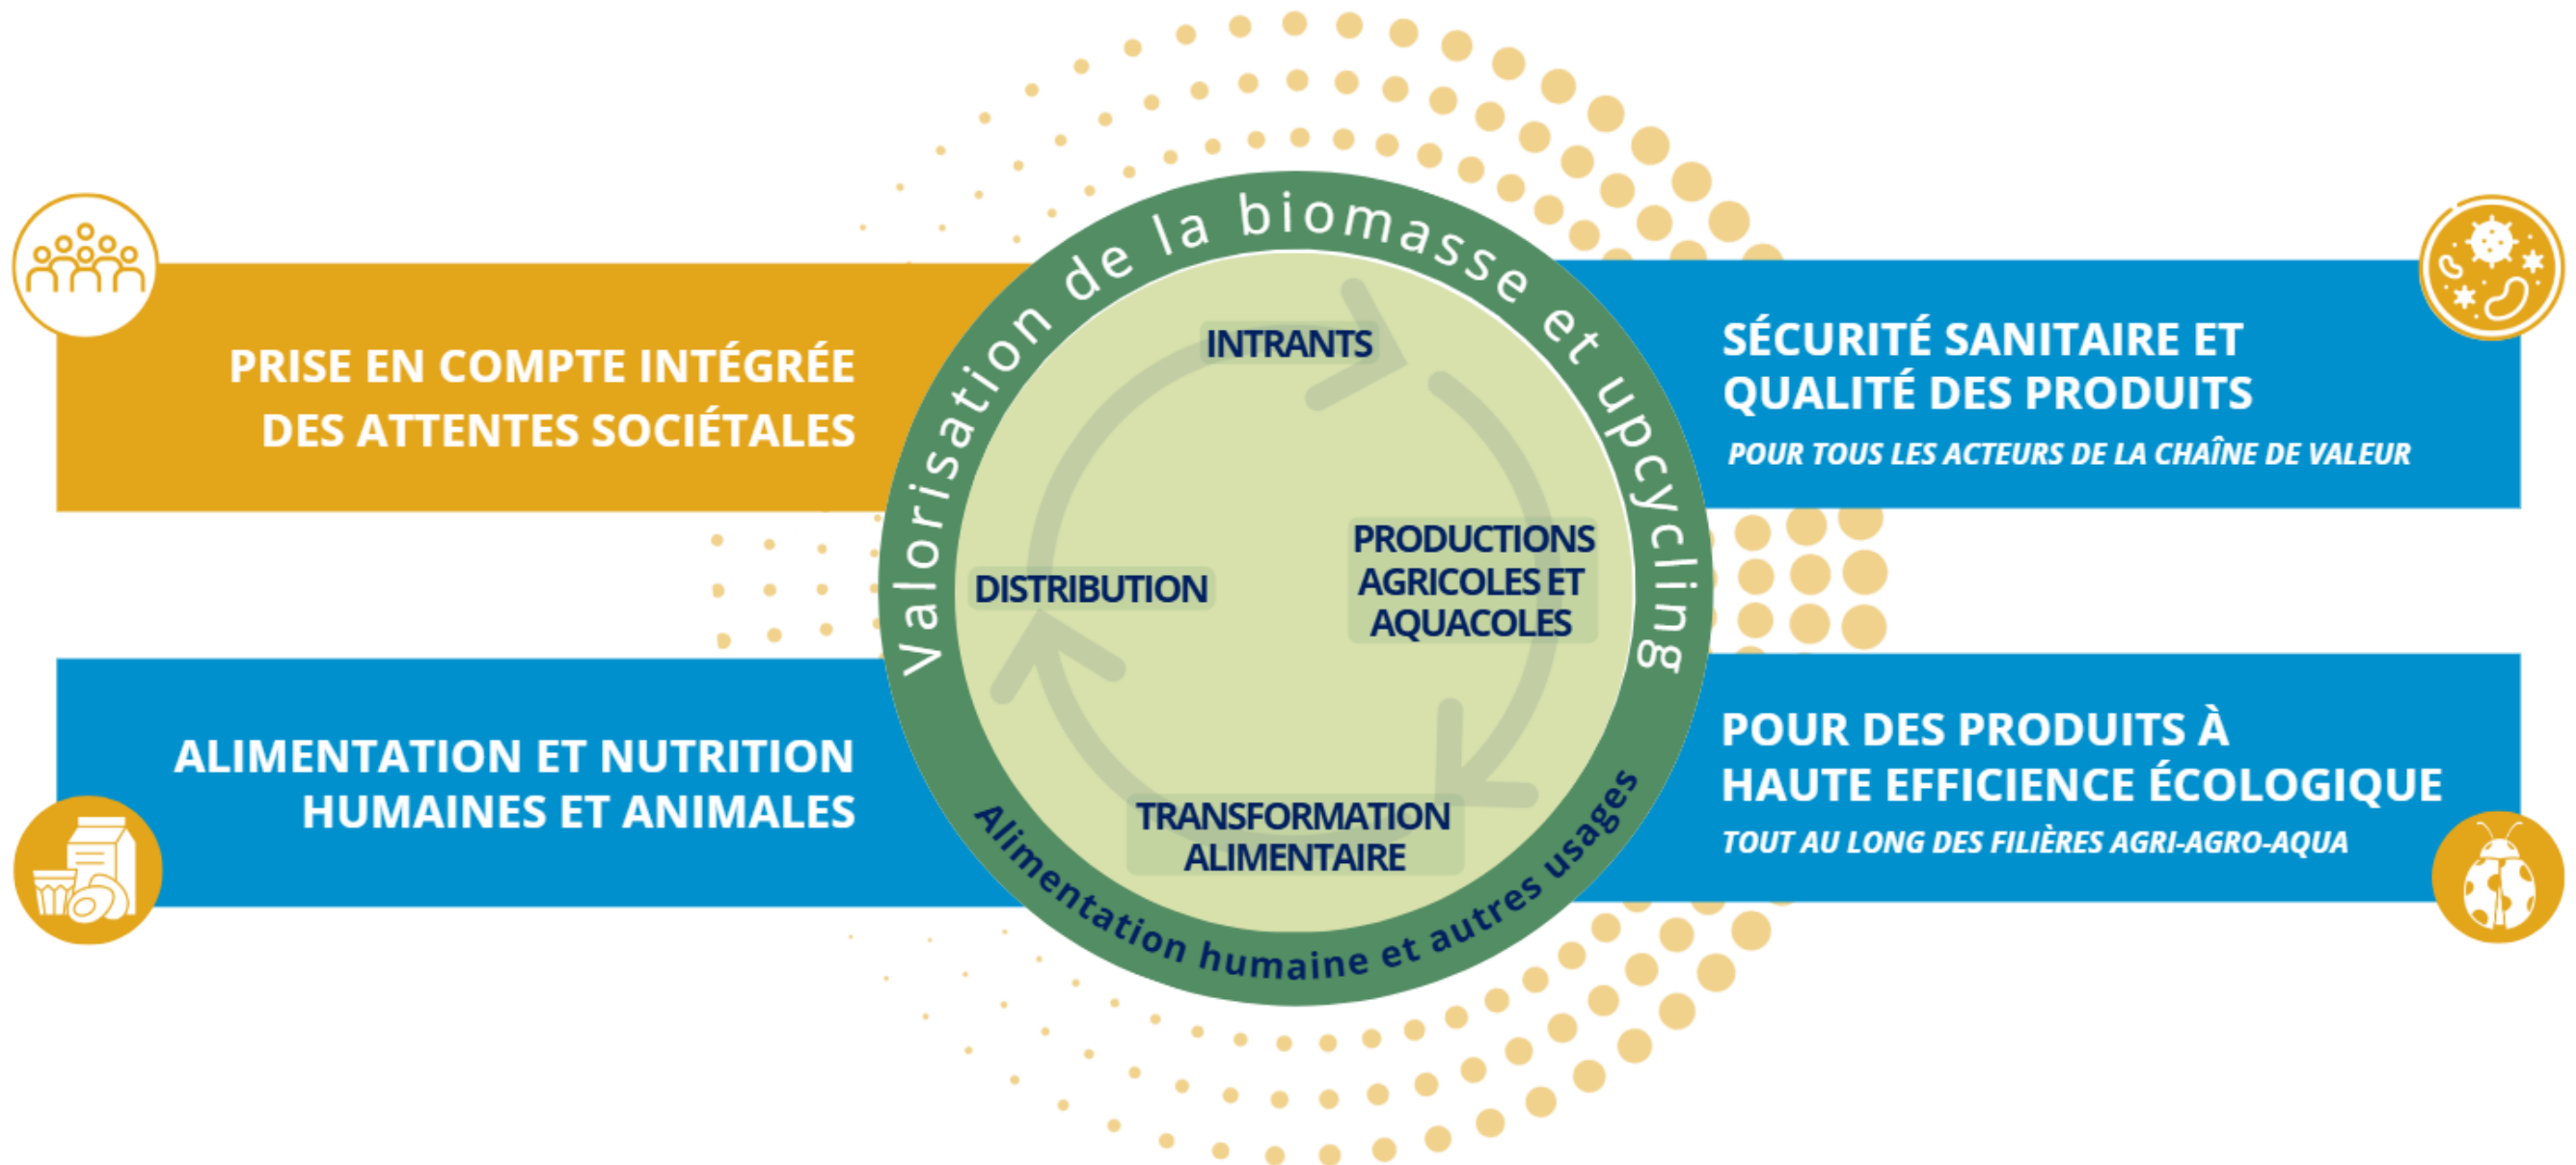 PRISE EN COMPTE INTÉGRÉE
DES ATTENTES SOCIÉTALES
ALIMENTATION ET NUTRITION
HUMAINES ET ANIMALES
Valorisation de la biomasse et upcycling
INTRANTS
PRODUCTIONS
AGRICOLES ET
AQUACOLES
TRANSFORMATION
ALIMENTAIRE
DISTRIBUTION
Alimentation humaine et autres usages
SÉCURITÉ SANITAIRE ET
QUALITÉ DES PRODUITS
POUR TOUS LES ACTEURS DE LA CHAÎNE DE VALEUR
POUR DES PRODUITS À
HAUTE EFFICIENCE ÉCOLOGIQUE
TOUT AU LONG DES FILIÈRES AGRI-AGRO-AQUA